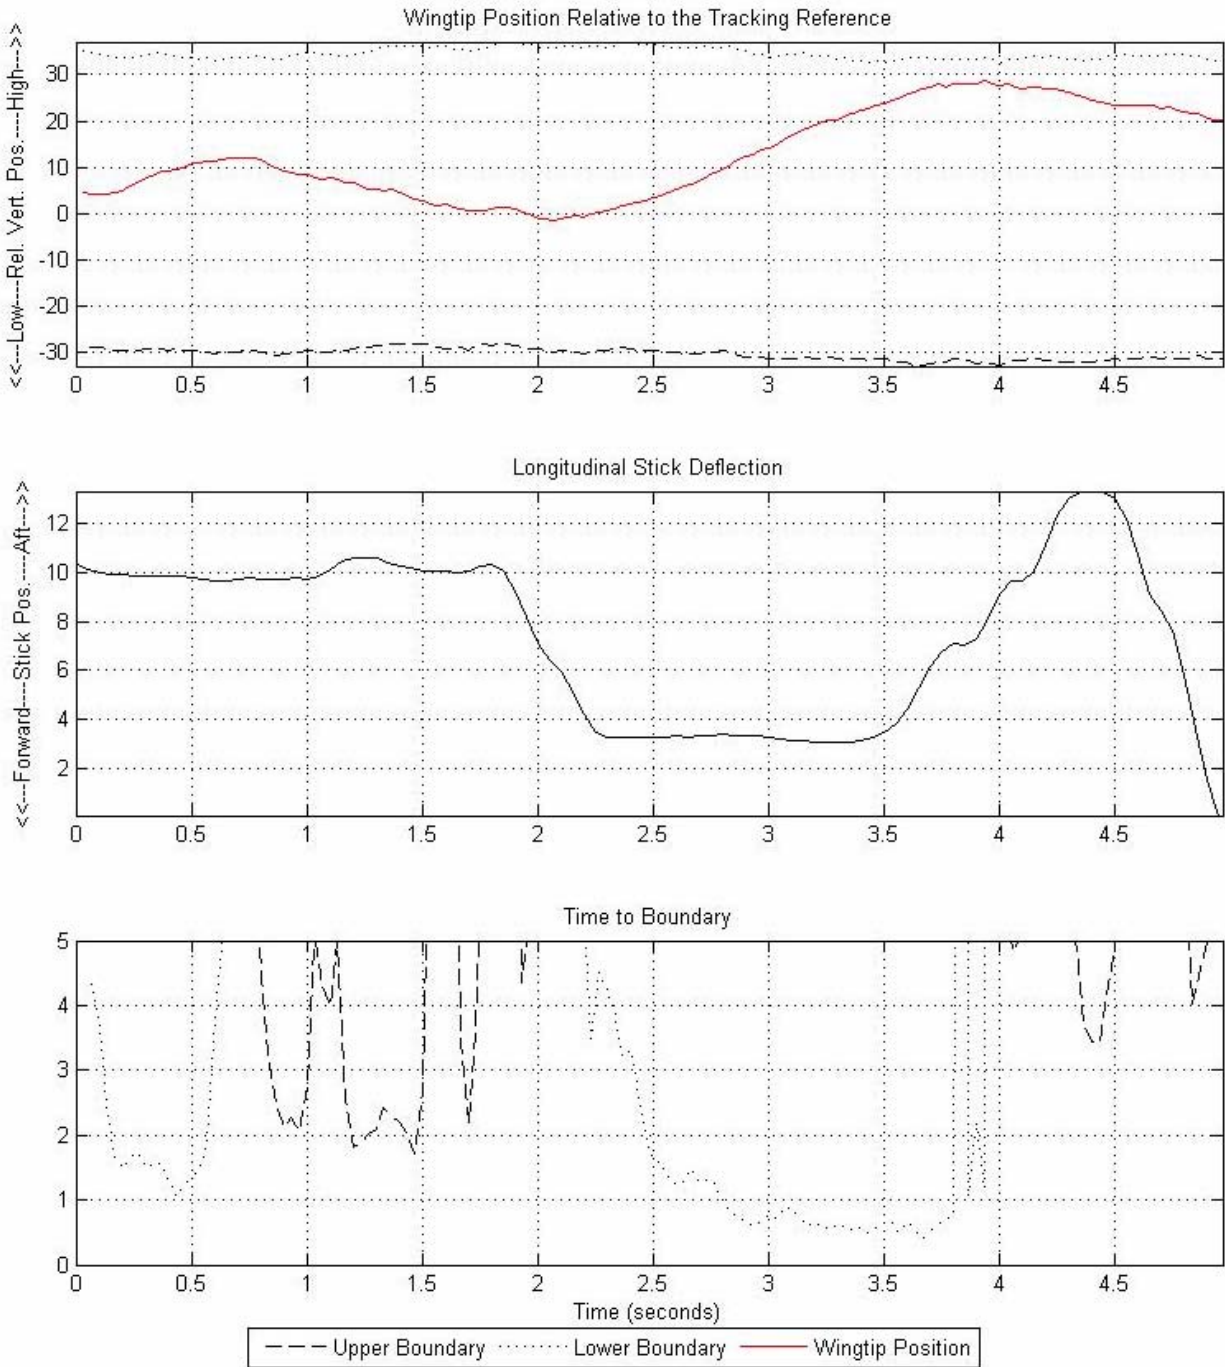 Wingtip Position Relative to the Tracking Reference
<<---Low---Rel. Vert. Pos.----High--->>
30
20
10
0
-10
-20
-30
0 0.5 1 1.5 2 2.5 3 3.5 4 4.5
Longitudinal Stick Deflection
<<---Forward---Stick Pos.----Aft--->>
12
10
8
6
4
2
0 0.5 1 1.5 2 2.5 3 3.5 4 4.5
Time to Boundary
5
4
3
2
1
0
0 0.5 1 1.5 2 2.5 3 3.5 4 4.5
Time (seconds)
Upper Boundary Lower Boundary Wingtip Position